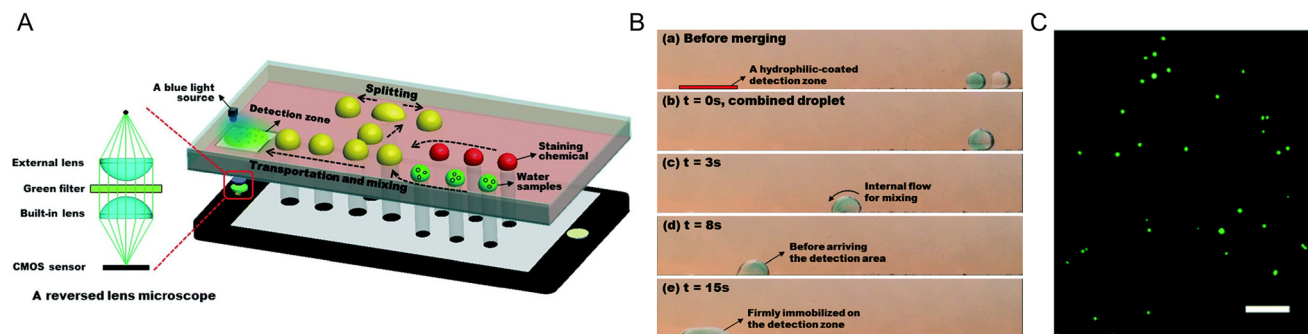 A
A blue light
source
Detection zone
Splitting
Staining
chemical
Water
samples
Transportation and mixing
External lens
Green filter
Built-in lens
CMOS sensor
A reversed lens microscope
B
(a) Before merging
A hydrophilic-coated
detection zone
(b) t = 0s, combined droplet
(c) t = 3s
Internal flow
for mixing
(d) t = 8s
Before arriving
the detection area
(e) t = 15s
Firmly immobilized on
the detection zone
C